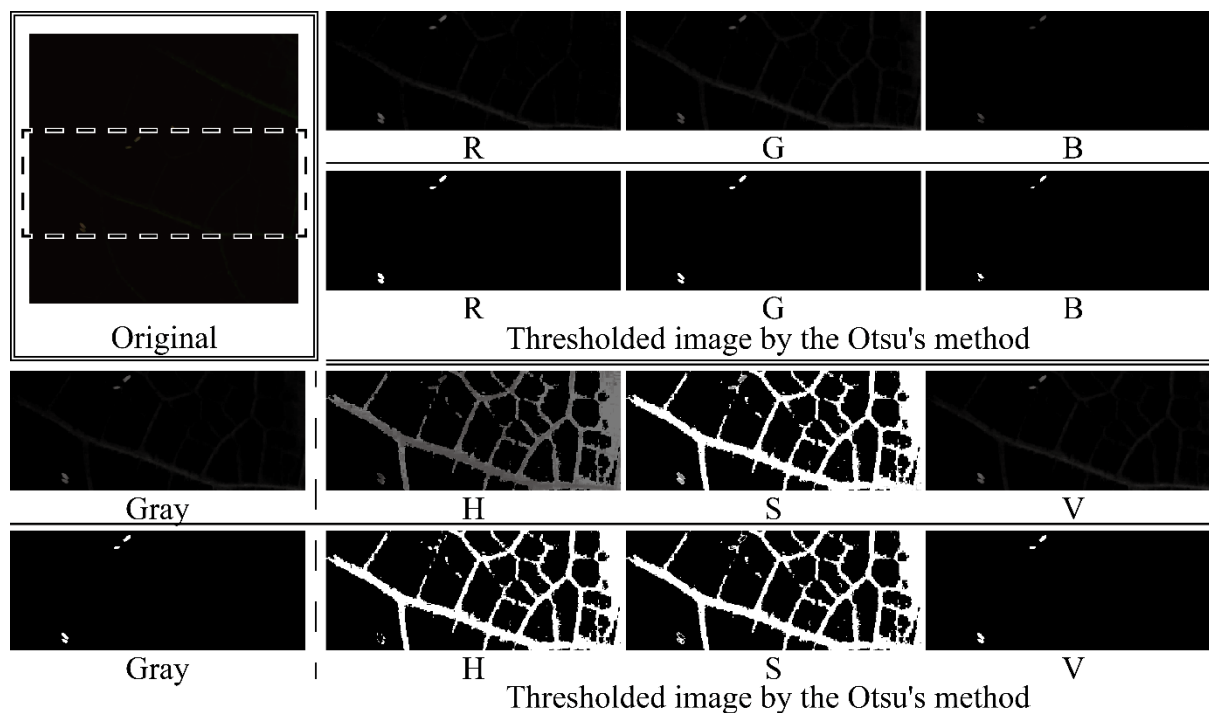 R G B
Original
R G B
Thresholded image by the Otsu's method
Gray H S V
Gray H S V
Thresholded image by the Otsu's method